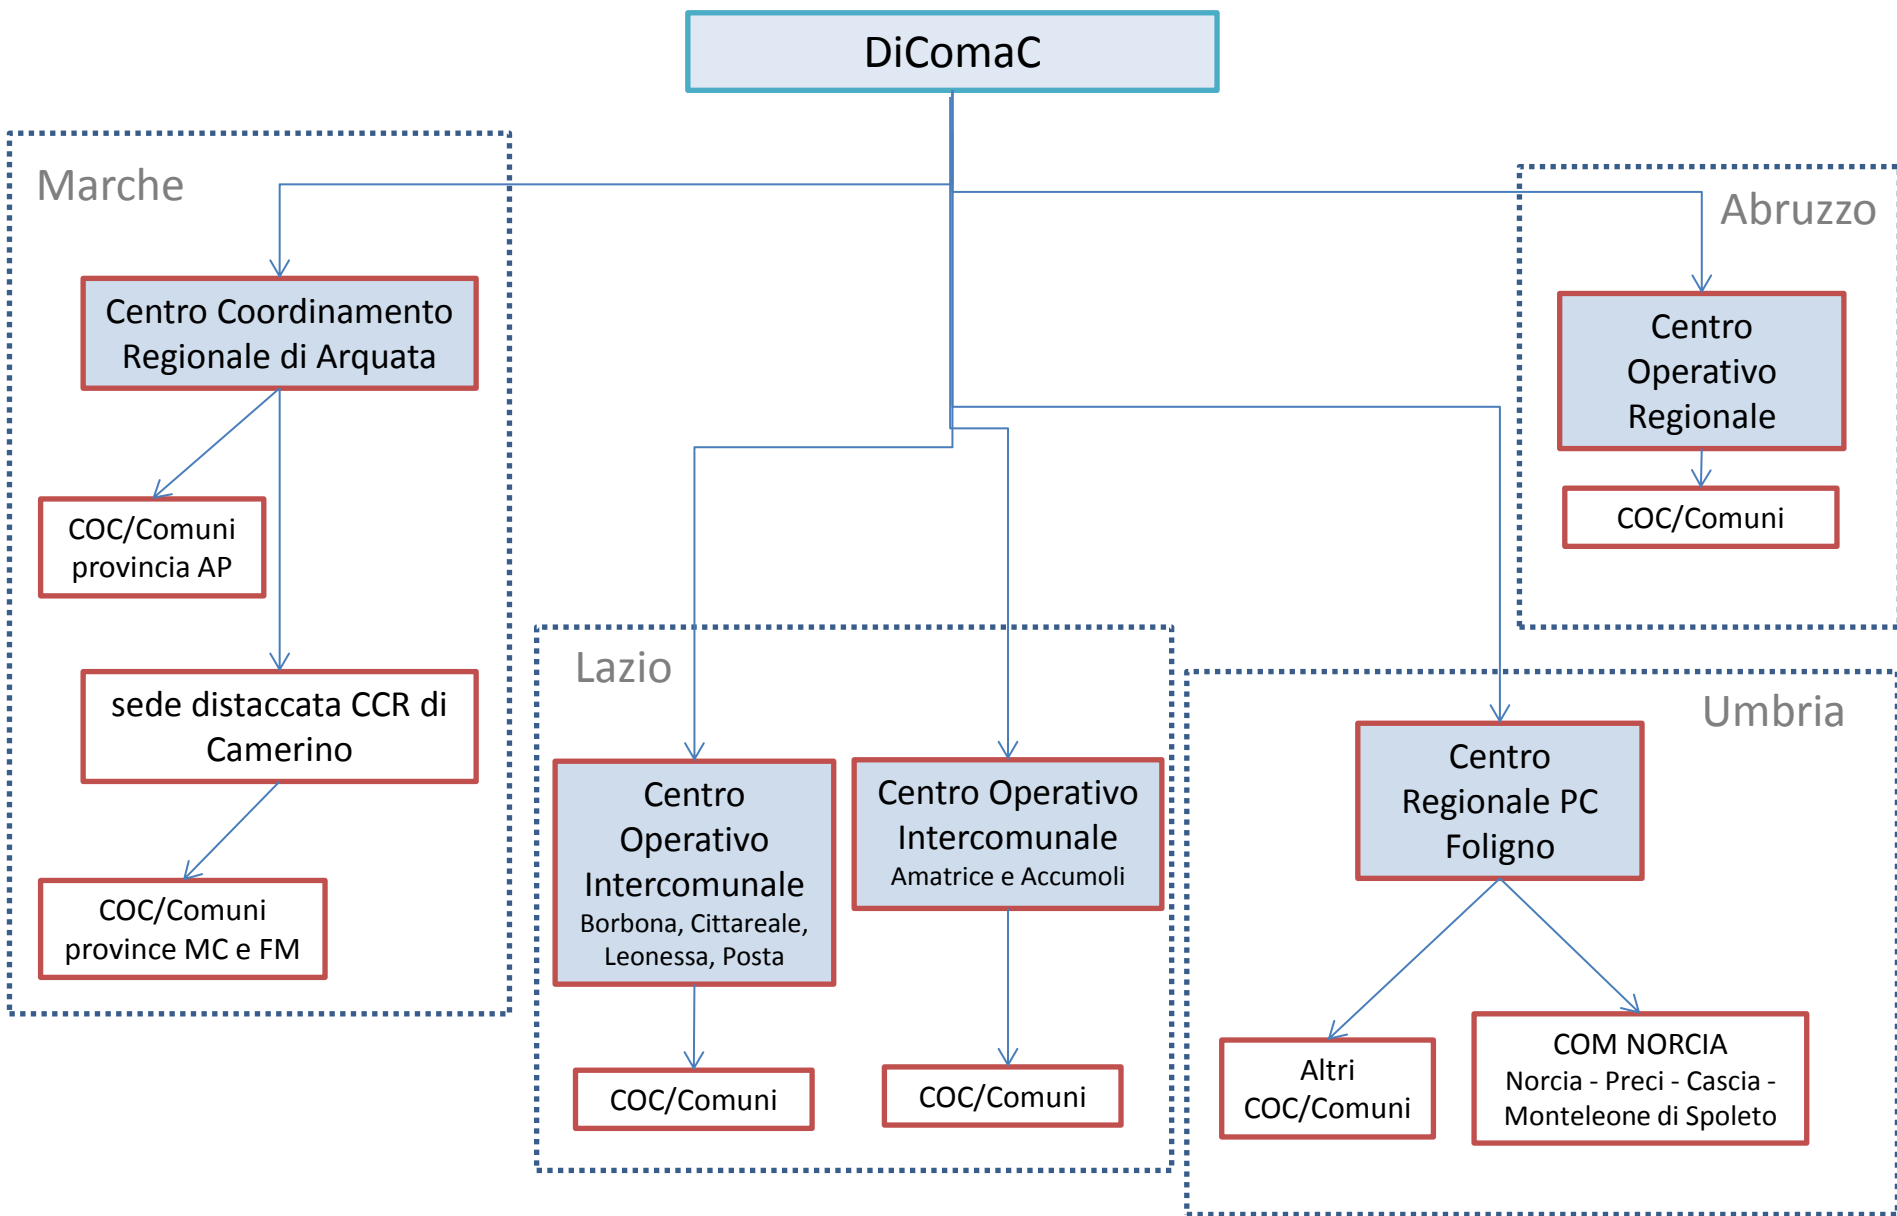 DiComaC
Marche
Centro Coordinamento
Regionale di Arquata
COC/Comuni
provincia AP
sede distaccata CCR di
Camerino
COC/Comuni
province MC e FM
Lazio
Centro
Operativo
Intercomunale
Borbona, Cittareale,
Leonessa, Posta
COC/Comuni
Centro Operativo
Intercomunale
Amatrice e Accumoli
COC/Comuni
Abruzzo
Centro
Operativo
Regionale
COC/Comuni
Umbria
Centro
Regionale PC
Foligno
Altri
COC/Comuni
COM NORCIA
Norcia - Preci - Cascia -
Monteleone di Spoleto